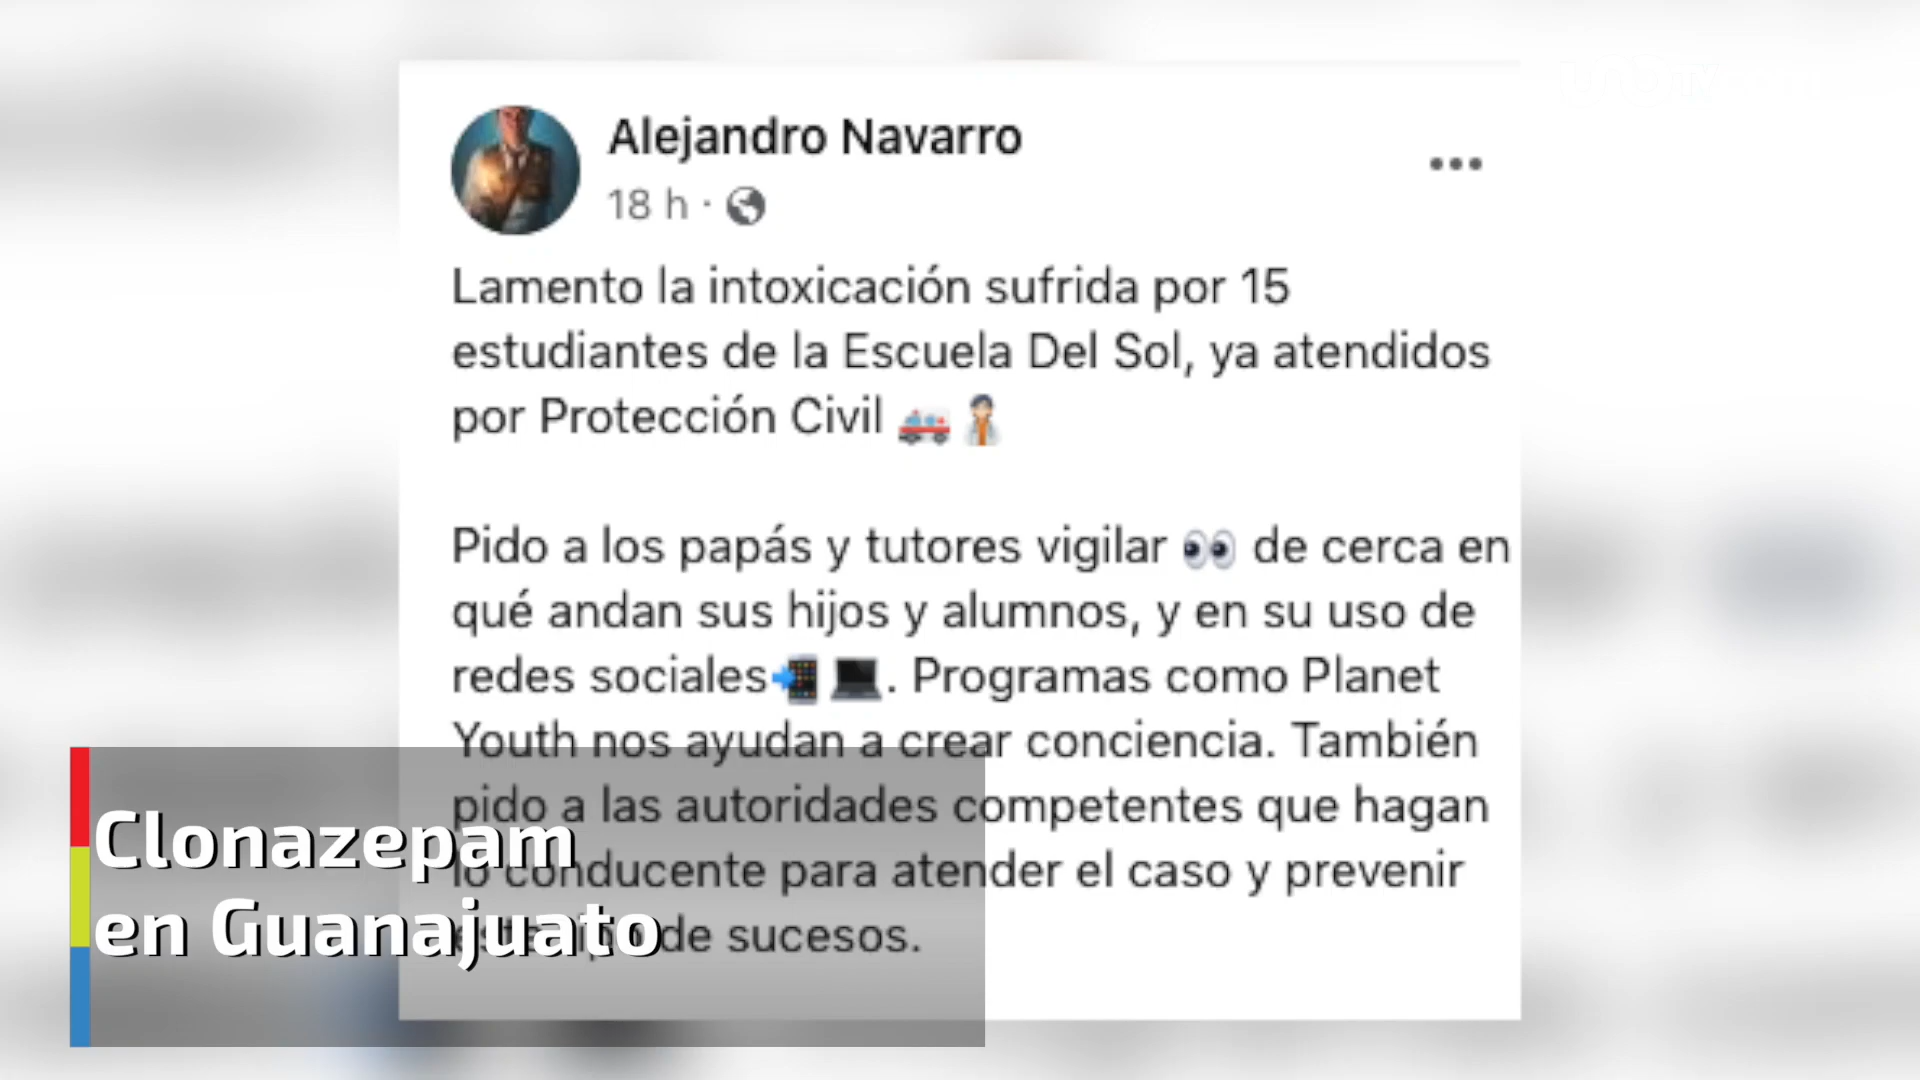 Alejandro Navarro
18 h ·
Lamento la intoxicación sufrida por 15
estudiantes de la Escuela Del Sol, ya atendidos
por Protección Civil 🚑🧑🏻‍⚕️
Pido a los papás y tutores vigilar 👀 de cerca en
qué andan sus hijos y alumnos, y en su uso de
redes sociales📲💻. Programas como Planet
Youth nos ayudan a crear conciencia. También
pido a las autoridades competentes que hagan
lo conducente para atender el caso y prevenir
de sucesos.
Clonazepam
en Guanajuato